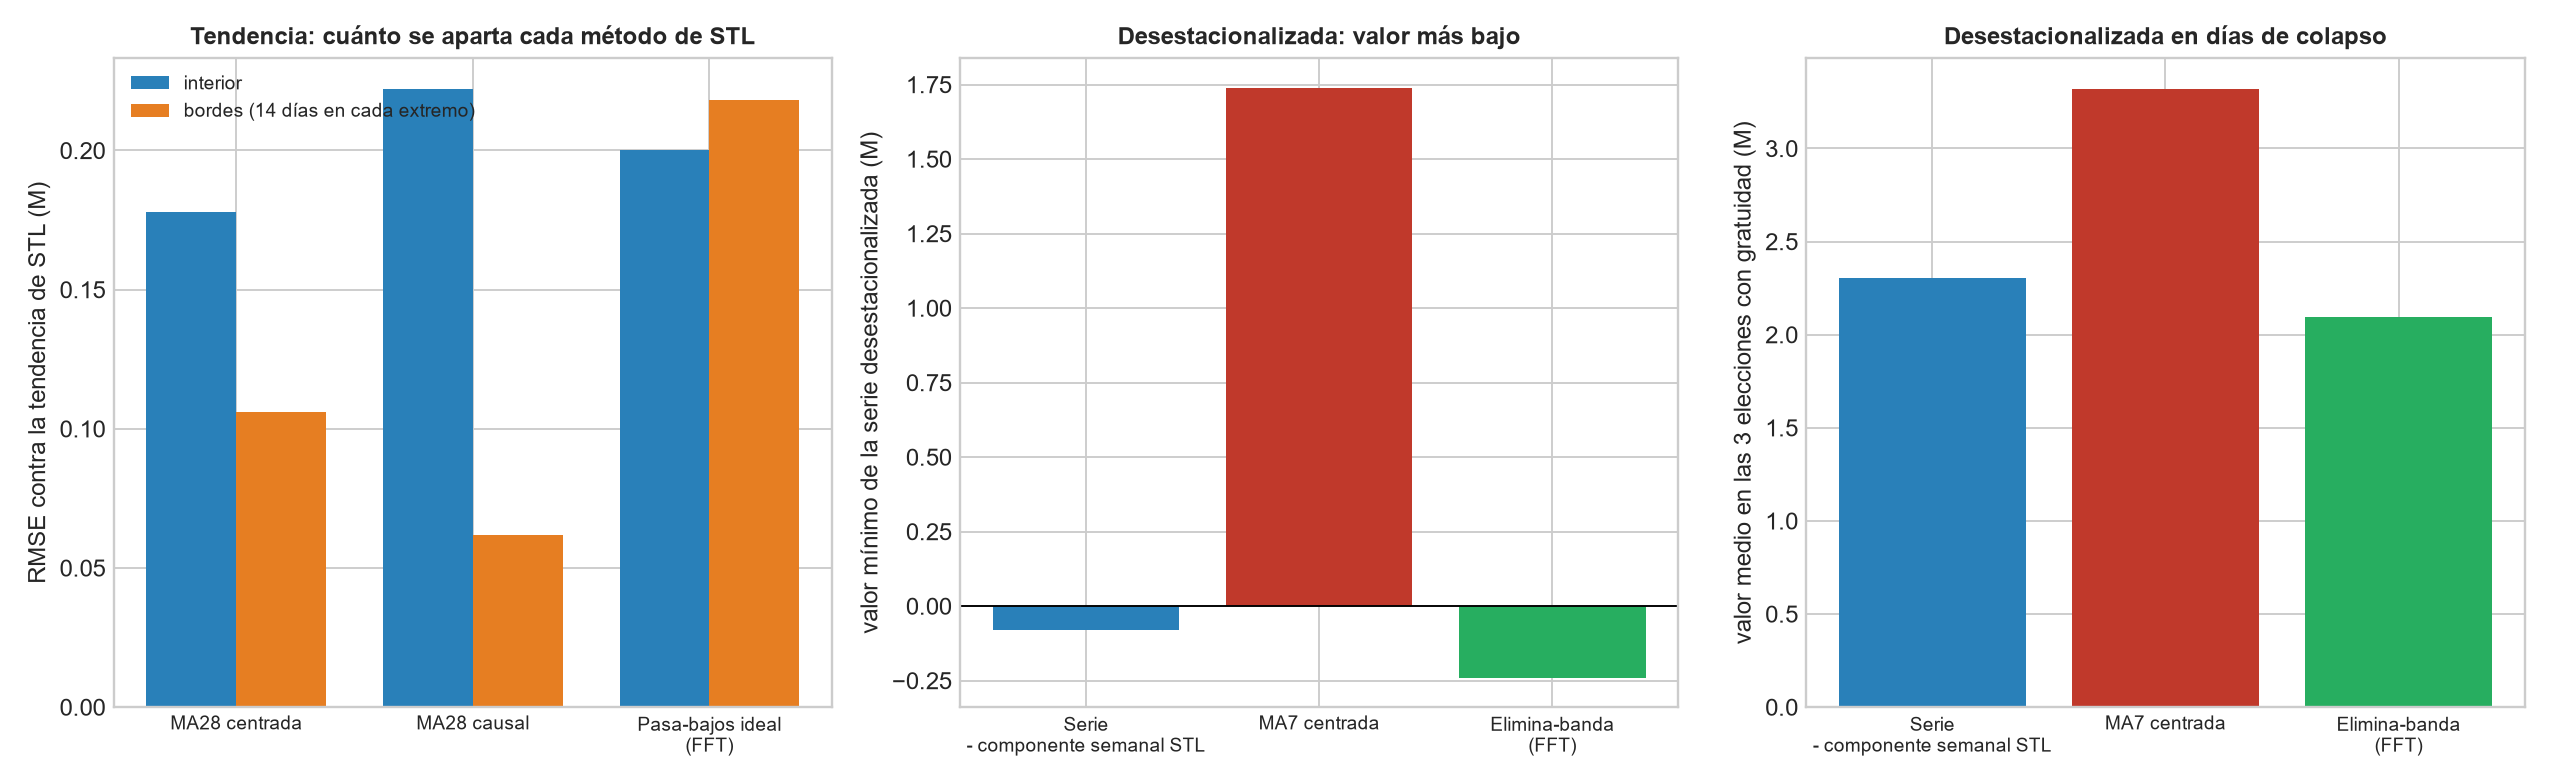 Tendencia: cuánto se aparta cada método de STL
RMSE contra la tendencia de STL (M)
interior
bordes (14 días en cada extremo)
0.20
0.15
0.10
0.05
0.00
MA28 centrada
MA28 causal
Pasa-bajos ideal
(FFT)
Desestacionalizada: valor más bajo
valor mínimo de la serie desestacionalizada (M)
1.75
1.50
1.25
1.00
0.75
0.50
0.25
0.00
−0.25
Serie
- componente semanal STL
MA7 centrada
Elimina-banda
(FFT)
Desestacionalizada en días de colapso
valor medio en las 3 elecciones con gratuidad (M)
3.0
2.5
2.0
1.5
1.0
0.5
0.0
Serie
- componente semanal STL
MA7 centrada
Elimina-banda
(FFT)